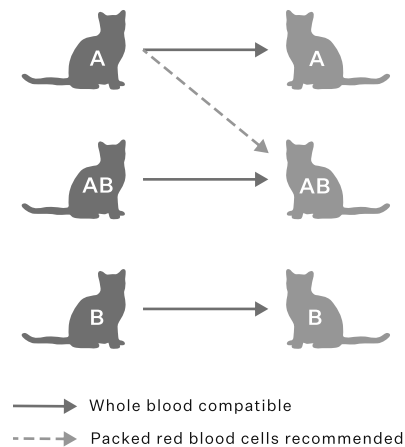 A A
AB AB
B B
Whole blood compatible
Packed red blood cells recommended